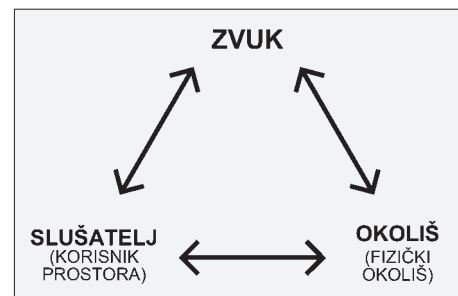 ZVUK
SLUŠATELJ
(KORISNIK
PROSTORA)
OKOLIŠ
(FIZIČKI
OKOLIŠ)